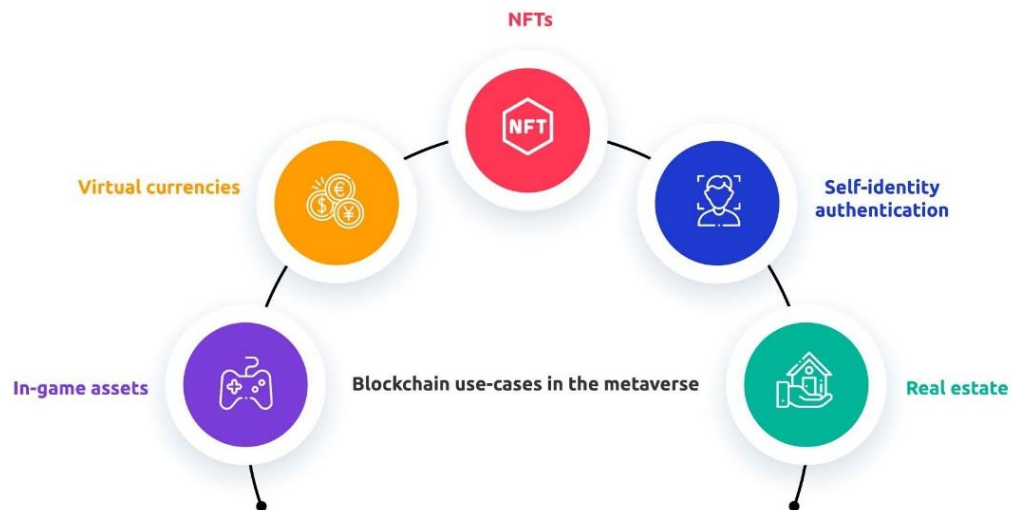 NFTs
NFT
Virtual currencies
Self-identity
authentication
In-game assets
Blockchain use-cases in the metaverse
Real estate